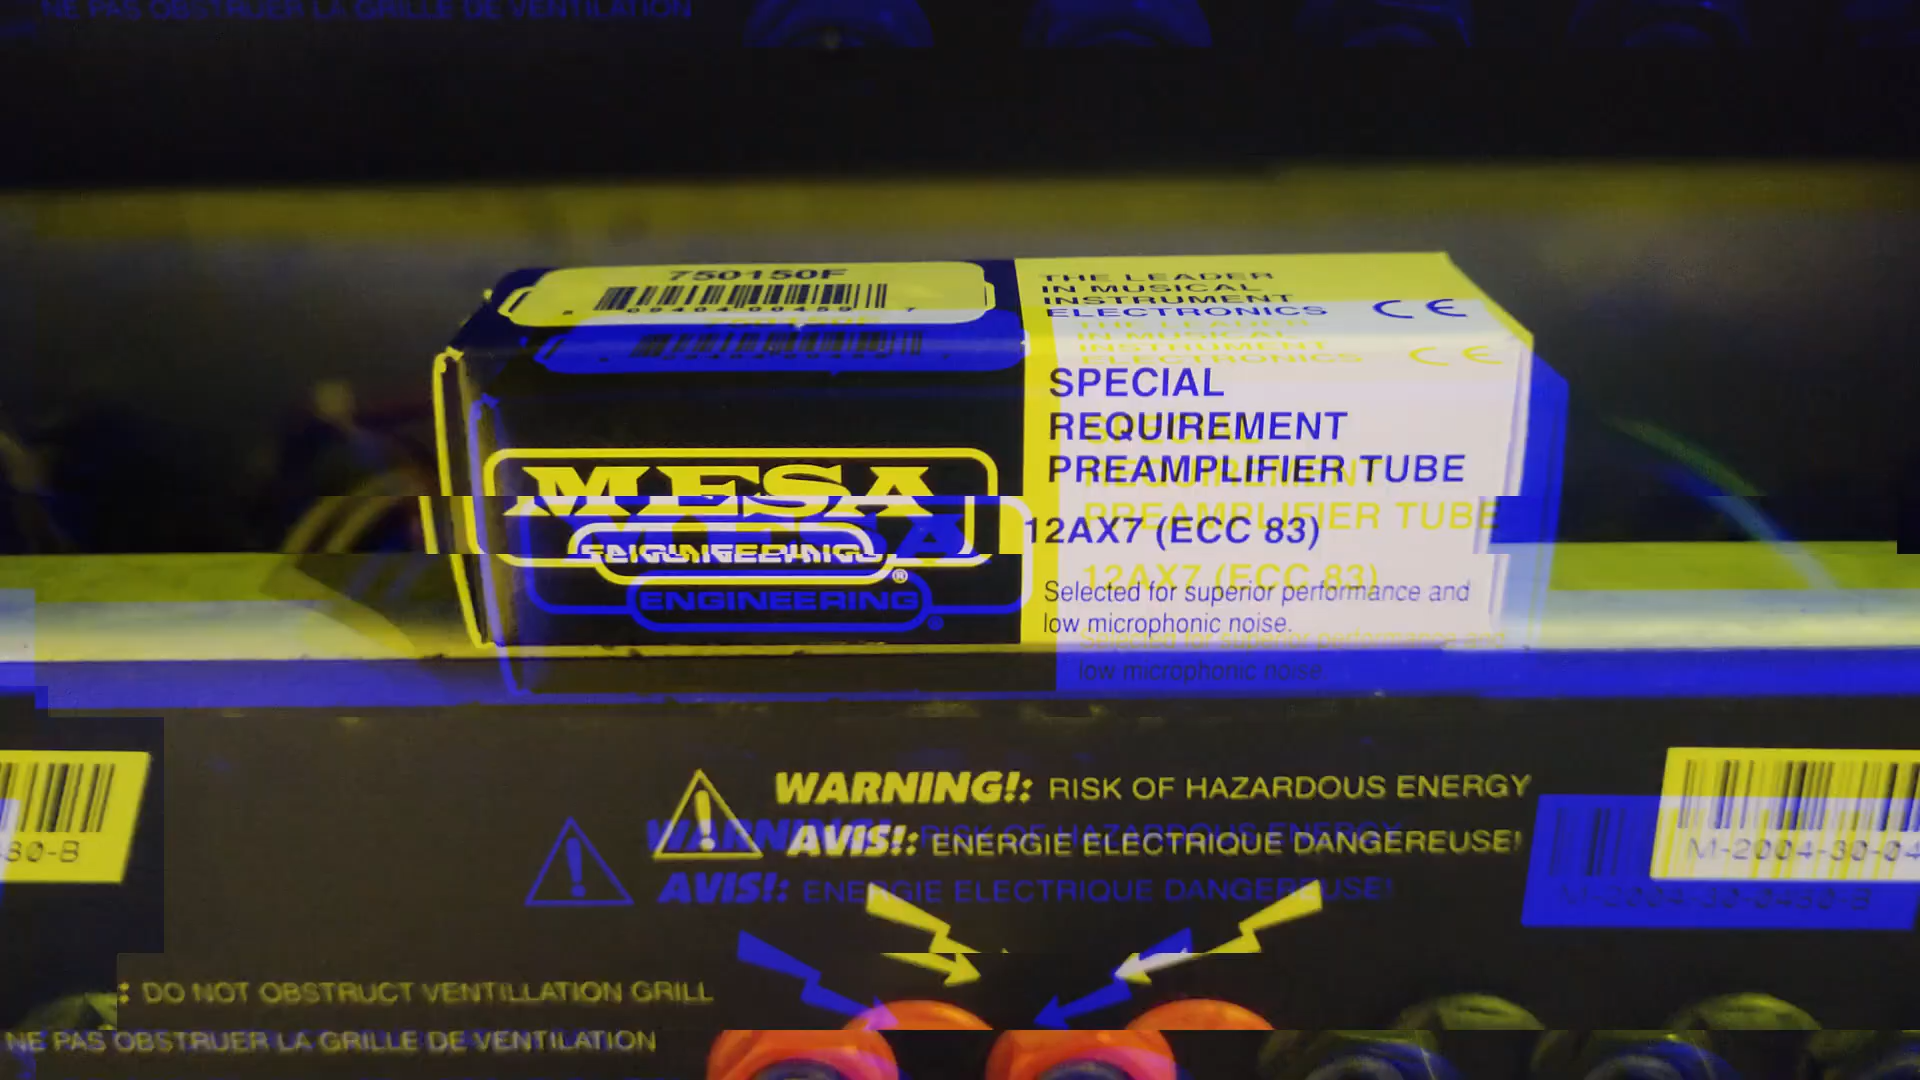 NE PAS OBSTRUER LA GRILLE DE VENTILATION
750150F
THE LEADER
IN MUSICAL
INSTRUMENT
ELECTRONICS
CE
SPECIAL
REQUIREMENT
PREAMPLIFIER TUBE
12AX7 (ECC 83)
Selected for superior performance and
low microphonic noise.
MESA
ENGINEERING®
WARNING!: RISK OF HAZARDOUS ENERGY
AVIS!: ENERGIE ELECTRIQUE DANGEREUSE!
30-B
M-2004-30-04
: DO NOT OBSTRUCT VENTILLATION GRILL
NE PAS OBSTRUER LA GRILLE DE VENTILATION